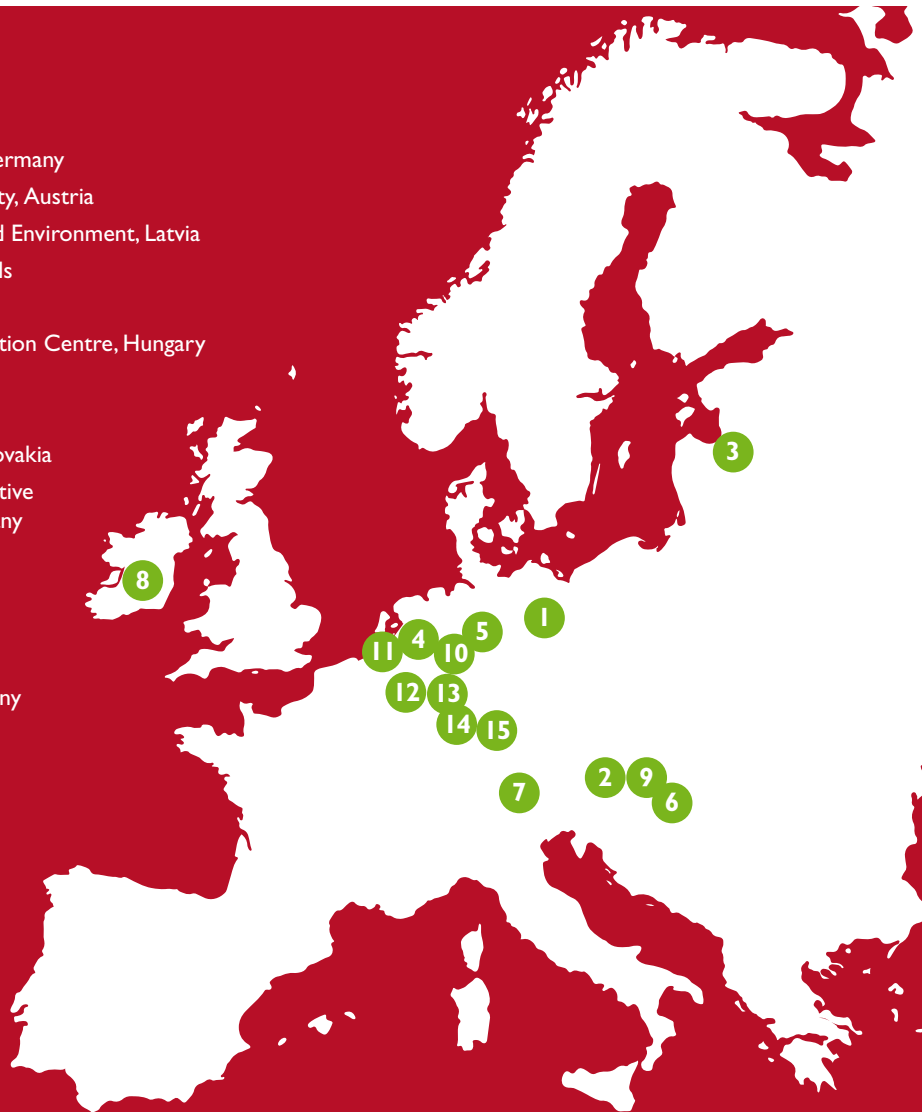 ermany
ty, Austria
d Environment, Latvia
ls
tion Centre, Hungary
ovakia
tive
ny
ny
3
8
1
5
4
11
10
12
13
14
15
2
9
7
6